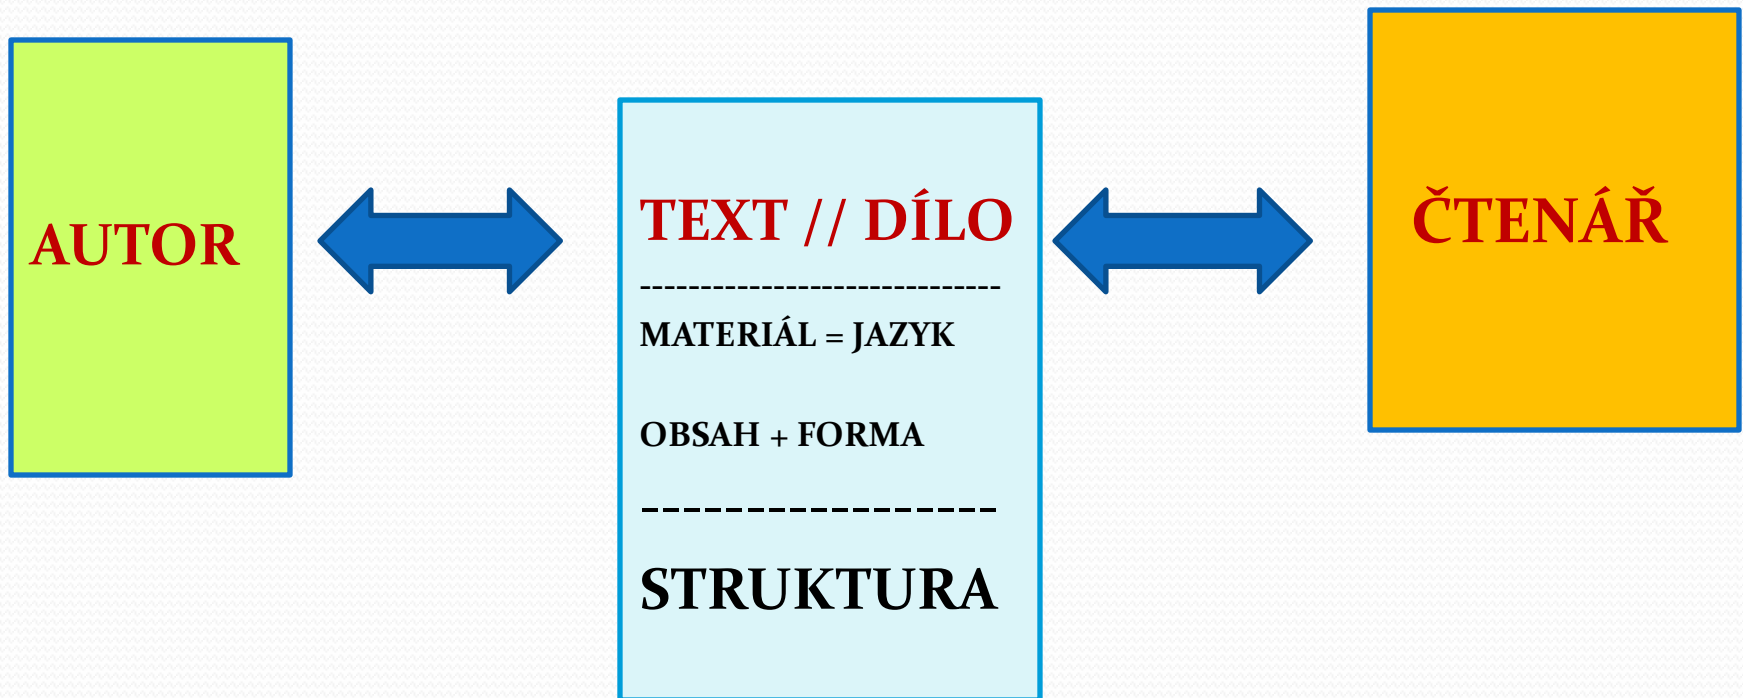 AUTOR
TEXT // DÍLO
------------------------------
MATERIÁL = JAZYK
OBSAH + FORMA
-----------------
STRUKTURA
ČTENÁŘ